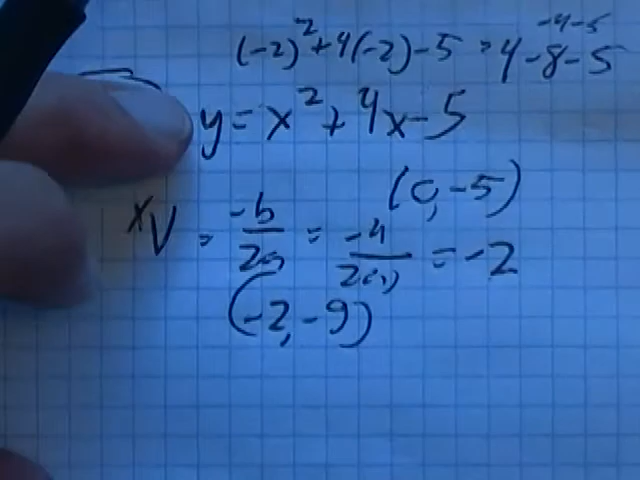 -4-5
(-2)²+4(-2)-5 = 4-8-5
y=x²+4x-5
(0,-5)
xV = -b/2a = -4/2(1) = -2
(-2,-9)